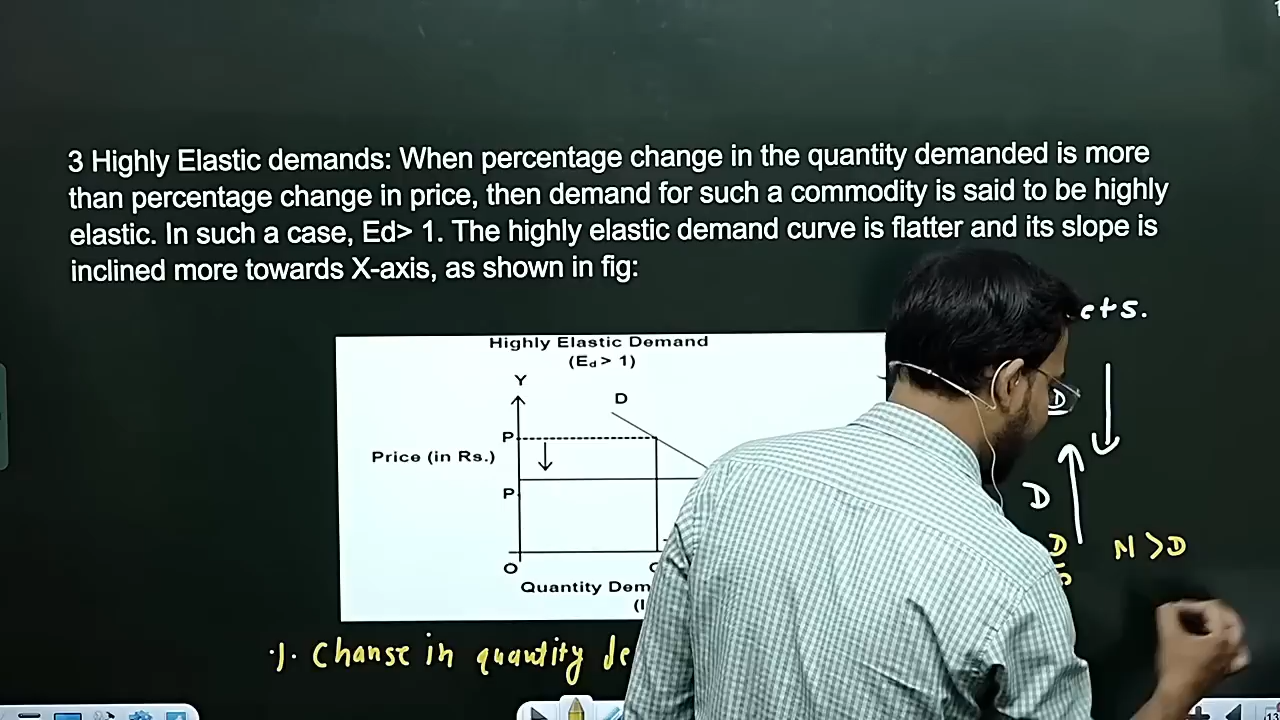 3 Highly Elastic demands: When percentage change in the quantity demanded is more
than percentage change in price, then demand for such a commodity is said to be highly
elastic. In such a case, Ed> 1. The highly elastic demand curve is flatter and its slope is
inclined more towards X-axis, as shown in fig:
Highly Elastic Demand
(Ed > 1)
Y
D
P
Price (in Rs.)
P
O
Quantity Dem
D
D
D
N > D
Change in quantity de